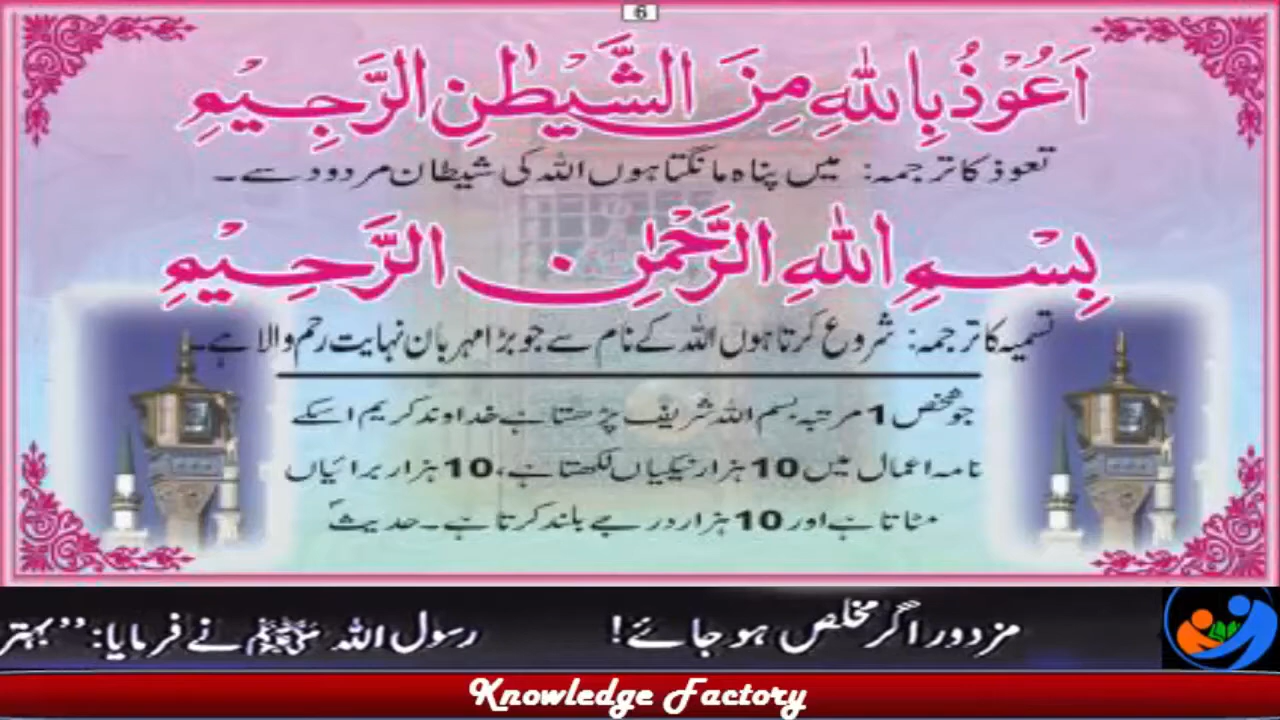 6
اَعُوْذُ بِاللّٰهِ مِنَ الشَّيْطٰنِ الرَّجِيْمِ
تعوذ کا ترجمہ: میں پناہ مانگتا ہوں اللہ کی شیطان مردود سے۔
بِسْمِ اللّٰهِ الرَّحْمٰنِ الرَّحِيْمِ
تسمیہ کا ترجمہ: شروع کرتا ہوں اللہ کے نام سے جو بڑا مہربان نہایت رحم والا ہے۔
جو شخص 1 مرتبہ بسم اللہ شریف پڑھتا ہے خداوند کریم اسکے
نامہ اعمال میں 10 ہزار نیکیاں لکھتا ہے، 10 ہزار برائیاں
مٹاتا ہے اور 10 ہزار درجے بلند کرتا ہے۔ حدیثؐ
مزدور اگر مخلص ہو جائے! رسول اللہ ﷺ نے فرمایا: ’’بہتر
Knowledge Factory